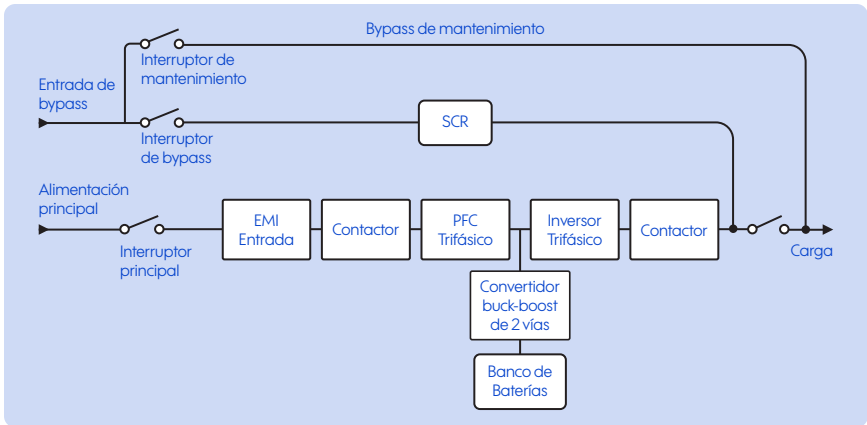 Bypass de mantenimiento
Interruptor de
mantenimiento
Entrada de
bypass
SCR
Interruptor
de bypass
Alimentación
principal
EMI
Entrada
Contactor
PFC
Trifásico
Inversor
Trifásico
Contactor
Interruptor
principal
Carga
Convertidor
buck-boost
de 2 vías
Banco de
Baterías